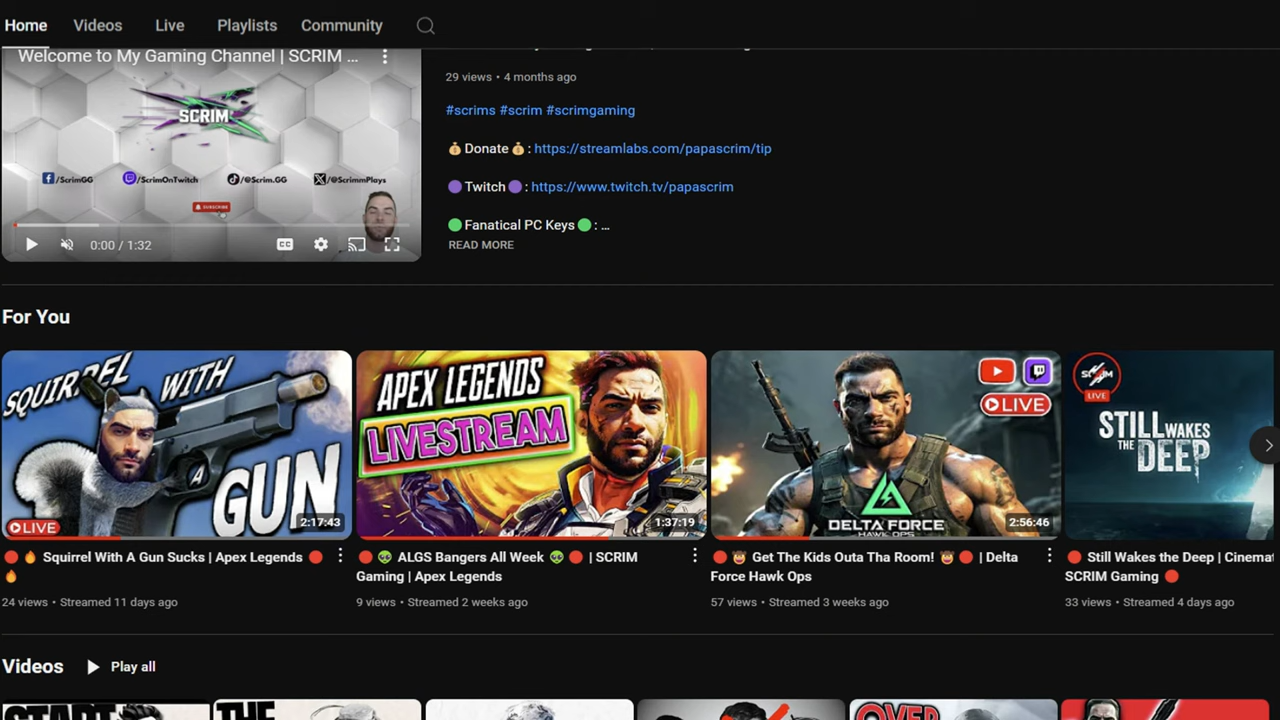 Home Videos Live Playlists Community
Welcome to My Gaming Channel | SCRIM ...
SCRIM
/ScrimGG /ScrimOnTwitch /@Scrim.GG /@ScrimmPlays
SUBSCRIBE
0:00 / 1:32
CC
29 views • 4 months ago
#scrims #scrim #scrimgaming
💰 Donate 💰 : https://streamlabs.com/papascrim/tip
🟣 Twitch 🟣 : https://www.twitch.tv/papascrim
🟢 Fanatical PC Keys 🟢 : ...
READ MORE
For You
SQUIRREL WITH A GUN
LIVE
2:17:43
APEX LEGENDS
LIVESTREAM
1:37:19
LIVE
DELTA FORCE
HAWK OPS
2:56:46
SCRIM
LIVE
STILL WAKES
THE DEEP
🔴 🔥 Squirrel With A Gun Sucks | Apex Legends 🔴
🔥
24 views • Streamed 11 days ago
🔴 👽 ALGS Bangers All Week 👽 🔴 | SCRIM
Gaming | Apex Legends
9 views • Streamed 2 weeks ago
🔴 🤠 Get The Kids Outa Tha Room! 🤠 🔴 | Delta
Force Hawk Ops
57 views • Streamed 3 weeks ago
🔴 Still Wakes the Deep | Cinemat
SCRIM Gaming 🔴
33 views • Streamed 4 days ago
Videos Play all
START
THE
OVER